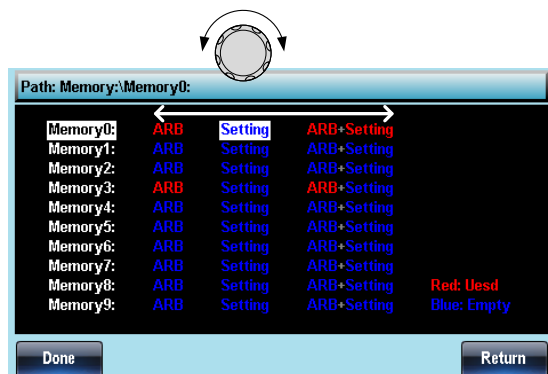 Path: Memory:\Memory0:
Memory0: ARB Setting ARB+Setting
Memory1: ARB Setting ARB+Setting
Memory2: ARB Setting ARB+Setting
Memory3: ARB Setting ARB+Setting
Memory4: ARB Setting ARB+Setting
Memory5: ARB Setting ARB+Setting
Memory6: ARB Setting ARB+Setting
Memory7: ARB Setting ARB+Setting
Memory8: ARB Setting ARB+Setting Red: Uesd
Memory9: ARB Setting ARB+Setting Blue: Empty
Done Return